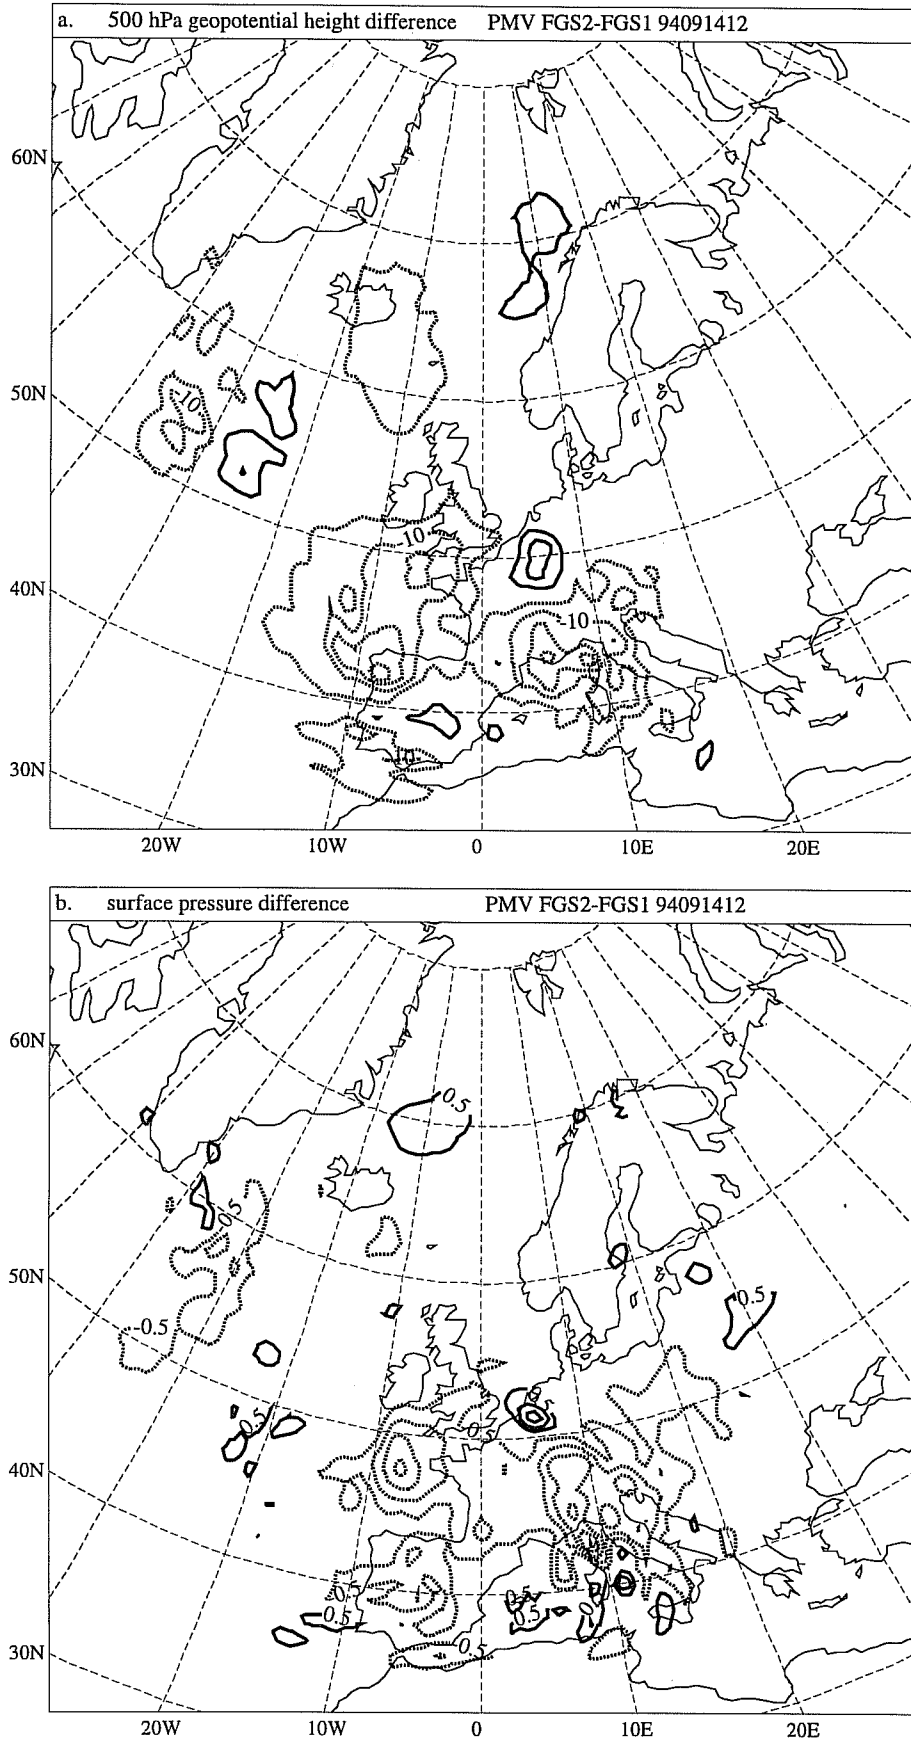 a. 500 hPa geopotential height difference PMV FGS2-FGS1 94091412
60N
-10
50N
-10
40N
-10
-10
30N
20W 10W 0 10E 20E
b. surface pressure difference PMV FGS2-FGS1 94091412
60N
0.5
0.5
50N
0.5
-0.5
0.5
0.5
40N
-0.5
0.5
0.5
0.5
0.5
30N
20W 10W 0 10E 20E